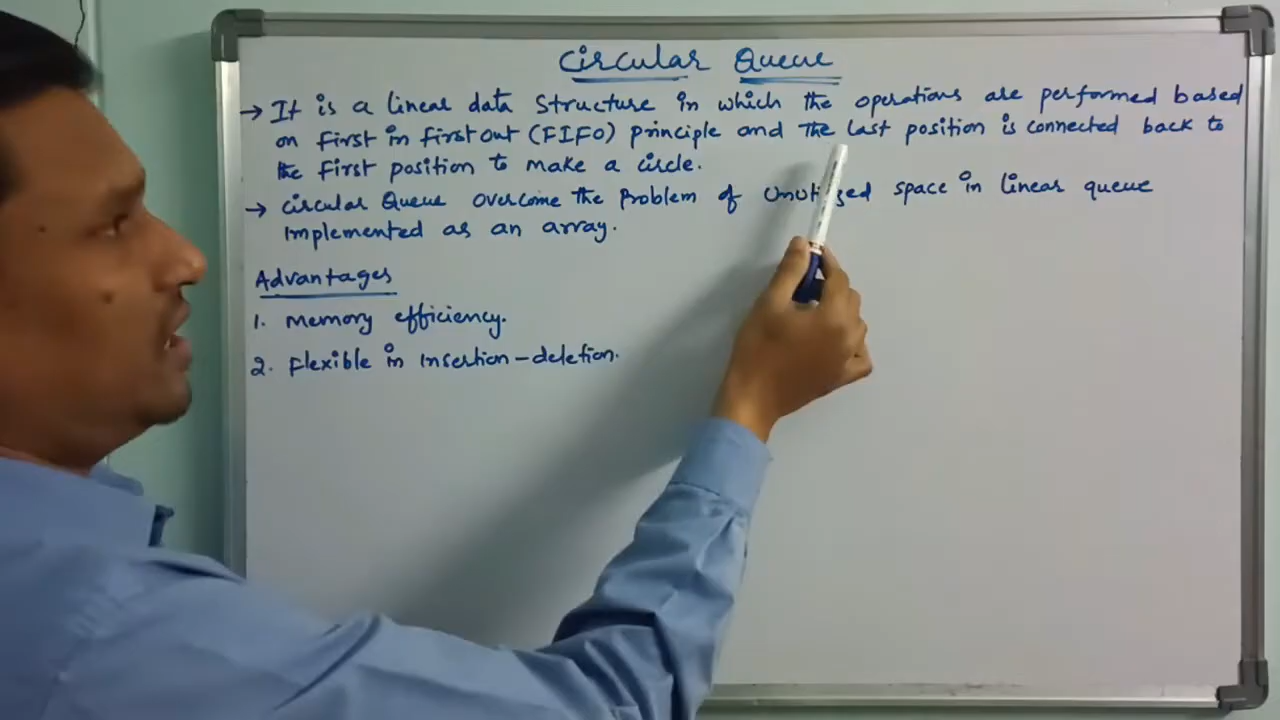 Circular Queue
→ It is a linear data structure in which the operations are performed based
on First in First out (FIFO) principle and the last position is connected back to
the first position to make a circle.
→ Circular Queue overcome the problem of space in linear queue
implemented as an array.
Advantages
1. Memory efficiency.
2. Flexible in insertion-deletion.